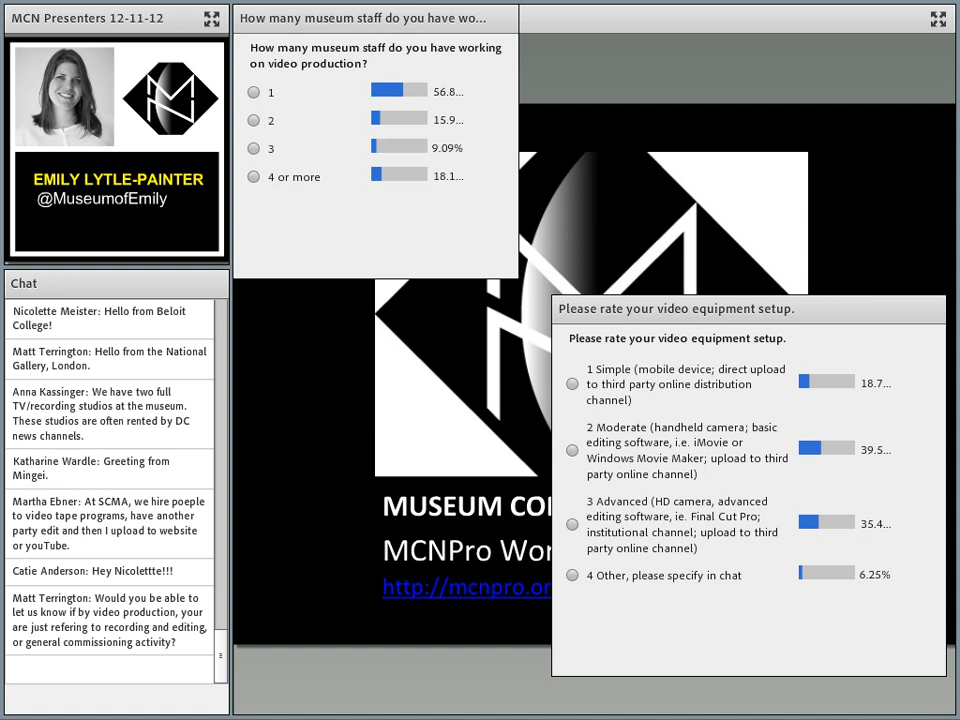 MCN Presenters 12-11-12
EMILY LYTLE-PAINTER
@MuseumofEmily
How many museum staff do you have wo...
How many museum staff do you have working
on video production?
1 56.8...
2 15.9...
3 9.09%
4 or more 18.1...
Chat
Nicolette Meister: Hello from Beloit
College!
Matt Terrington: Hello from the National
Gallery, London.
Anna Kassinger: We have two full
TV/recording studios at the museum.
These studios are often rented by DC
news channels.
Katharine Wardle: Greeting from
Mingei.
Martha Ebner: At SCMA, we hire poeple
to video tape programs, have another
party edit and then I upload to website
or youTube.
Catie Anderson: Hey Nicolettte!!!
Matt Terrington: Would you be able to
let us know if by video production, your
are just refering to recording and editing,
or general commissioning activity?
MUSEUM CO
MCNPro Wor
http://mcnpro.or
Please rate your video equipment setup.
Please rate your video equipment setup.
1 Simple (mobile device; direct upload
to third party online distribution
channel)
18.7...
2 Moderate (handheld camera; basic
editing software, i.e. iMovie or
Windows Movie Maker; upload to third
party online channel)
39.5...
3 Advanced (HD camera, advanced
editing software, ie. Final Cut Pro;
institutional channel; upload to third
party online channel)
35.4...
4 Other, please specify in chat 6.25%